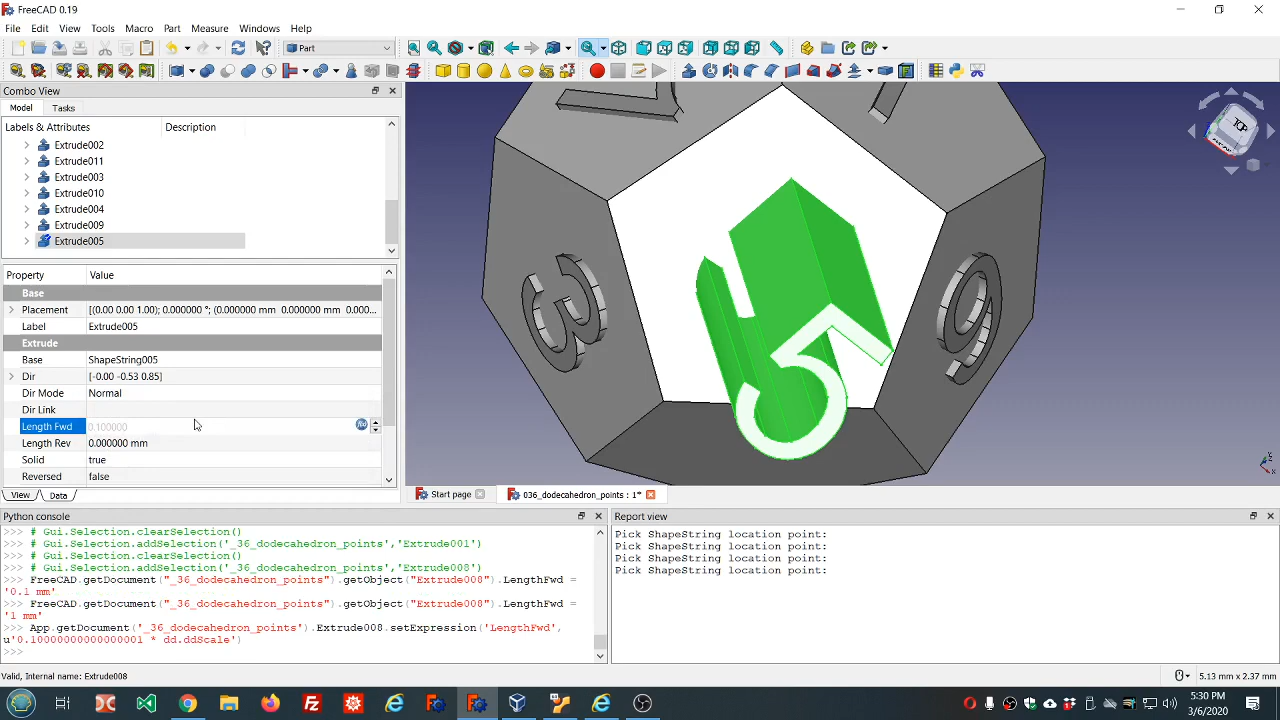 FreeCAD 0.19
File Edit View Tools Macro Part Measure Windows Help
Part
Combo View
Model Tasks
Labels & Attributes Description
Extrude002
Extrude011
Extrude003
Extrude010
Extrude004
Extrude009
Extrude005
Property Value
Base
Placement [(0.00 0.00 1.00); 0.000000 °; (0.000000 mm 0.000000 mm 0.000...
Label Extrude005
Extrude
Base ShapeString005
Dir [-0.00 -0.53 0.85]
Dir Mode Normal
Dir Link
Length Fwd 0.100000
Length Rev 0.000000 mm
Solid true
Reversed false
View Data
TOP
3
5
9
Start page 036_dodecahedron_points : 1*
Python console
>>> # Gui.Selection.clearSelection()
>>> # Gui.Selection.addSelection('_36_dodecahedron_points','Extrude001')
>>> # Gui.Selection.clearSelection()
>>> # Gui.Selection.addSelection('_36_dodecahedron_points','Extrude008')
>>> FreeCAD.getDocument("_36_dodecahedron_points").getObject("Extrude008").LengthFwd =
'0.1 mm'
>>> FreeCAD.getDocument("_36_dodecahedron_points").getObject("Extrude008").LengthFwd =
'1 mm'
>>> App.getDocument('_36_dodecahedron_points').Extrude008.setExpression('LengthFwd',
u'0.10000000000000001 * dd.ddScale')
>>>
Report view
Pick ShapeString location point:
Pick ShapeString location point:
Pick ShapeString location point:
Pick ShapeString location point:
Valid, Internal name: Extrude008
5.13 mm x 2.37 mm
5:30 PM
3/6/2020